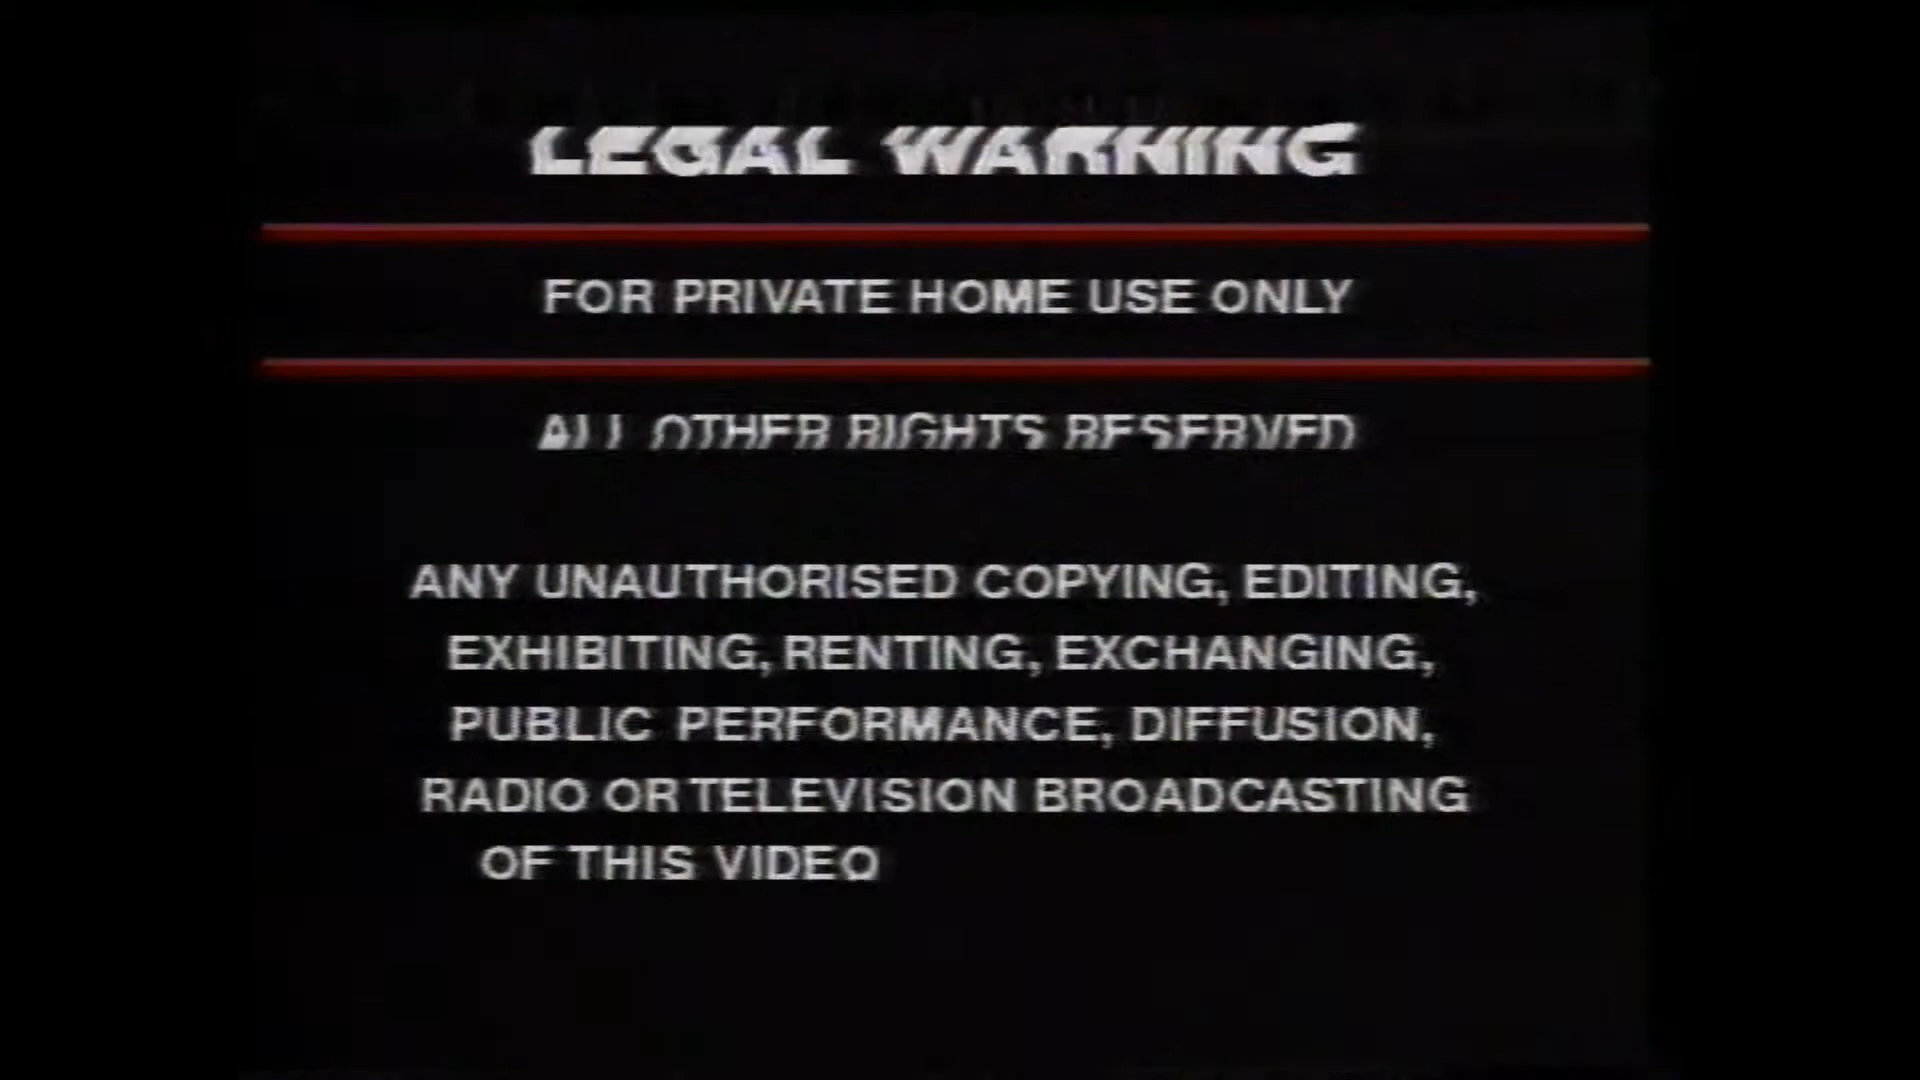 LEGAL WARNING
FOR PRIVATE HOME USE ONLY
ALL OTHER RIGHTS RESERVED
ANY UNAUTHORISED COPYING, EDITING,
EXHIBITING, RENTING, EXCHANGING,
PUBLIC PERFORMANCE, DIFFUSION,
RADIO OR TELEVISION BROADCASTING
OF THIS VIDEO